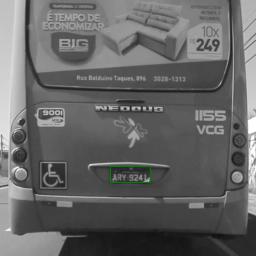 É TEMPO DE
ECONOMIZAR
BIG
10x
R$
249
Rua Balduino Taques, 896 3028-1313
NEOBUS
9001
1155
VCG
ARY 9241